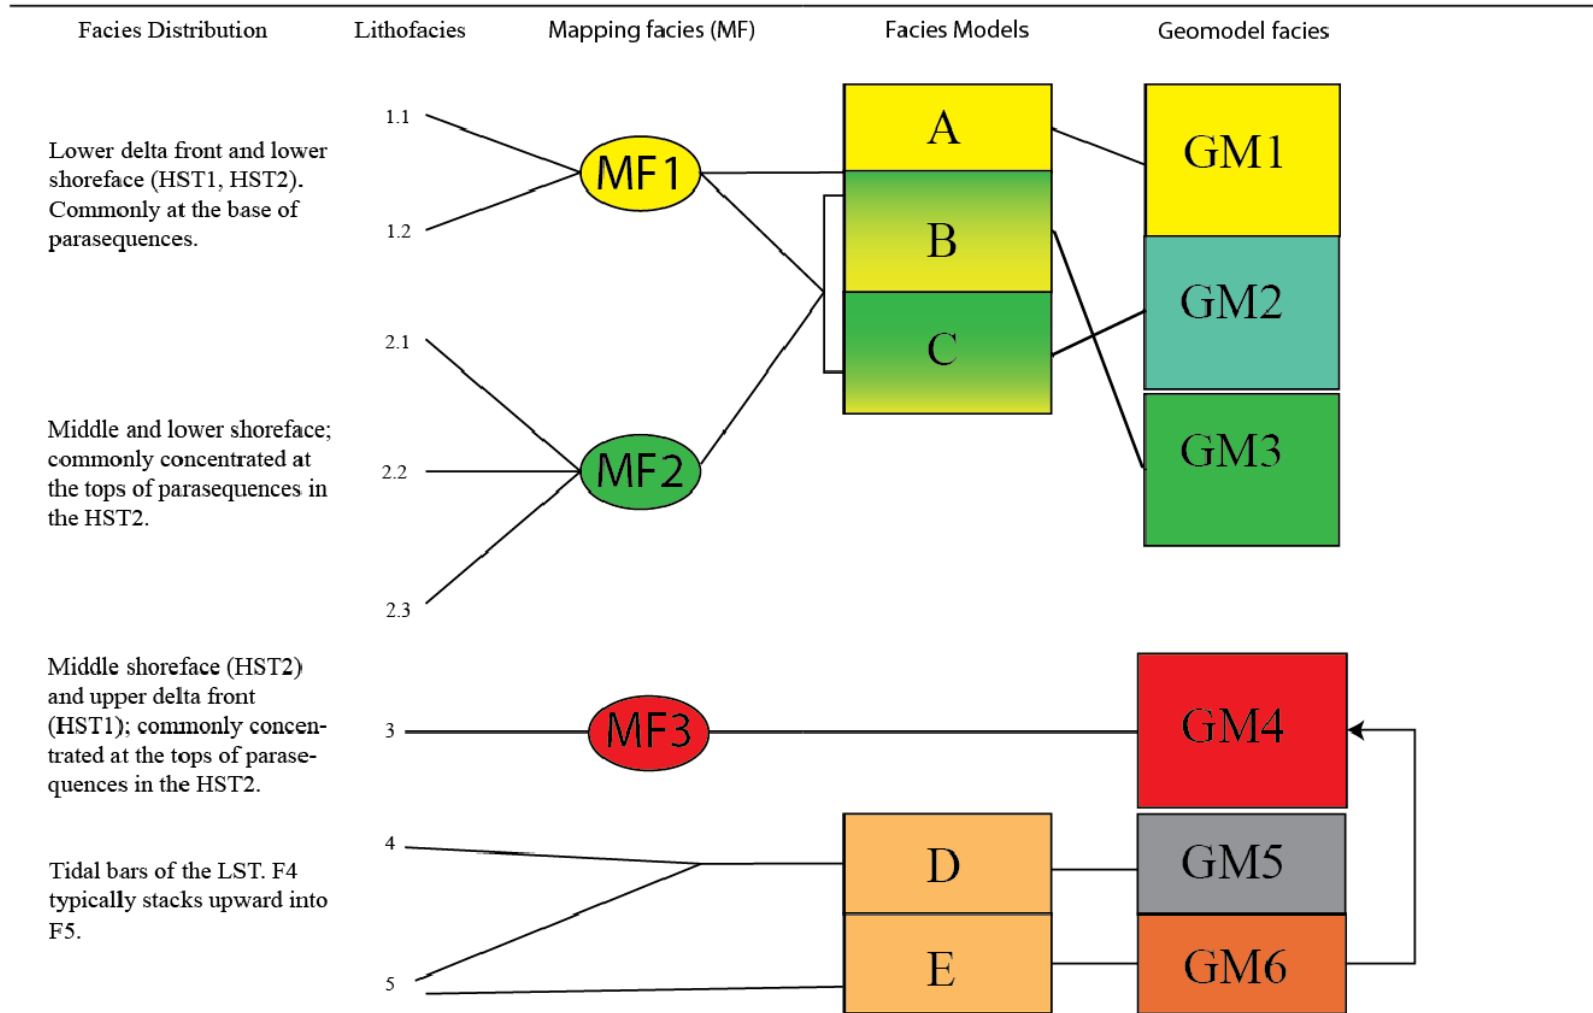 Facies Distribution
Lithofacies
Mapping facies (MF)
Facies Models
Geomodel facies
Lower delta front and lower
shoreface (HST1, HST2).
Commonly at the base of
parasequences.
1.1
1.2
MF1
A
B
C
GM1
GM2
GM3
Middle and lower shoreface;
commonly concentrated at
the tops of parasequences in
the HST2.
2.1
2.2
2.3
MF2
Middle shoreface (HST2)
and upper delta front
(HST1); commonly concen-
trated at the tops of parase-
quences in the HST2.
3
MF3
GM4
Tidal bars of the LST. F4
typically stacks upward into
F5.
4
5
D
E
GM5
GM6